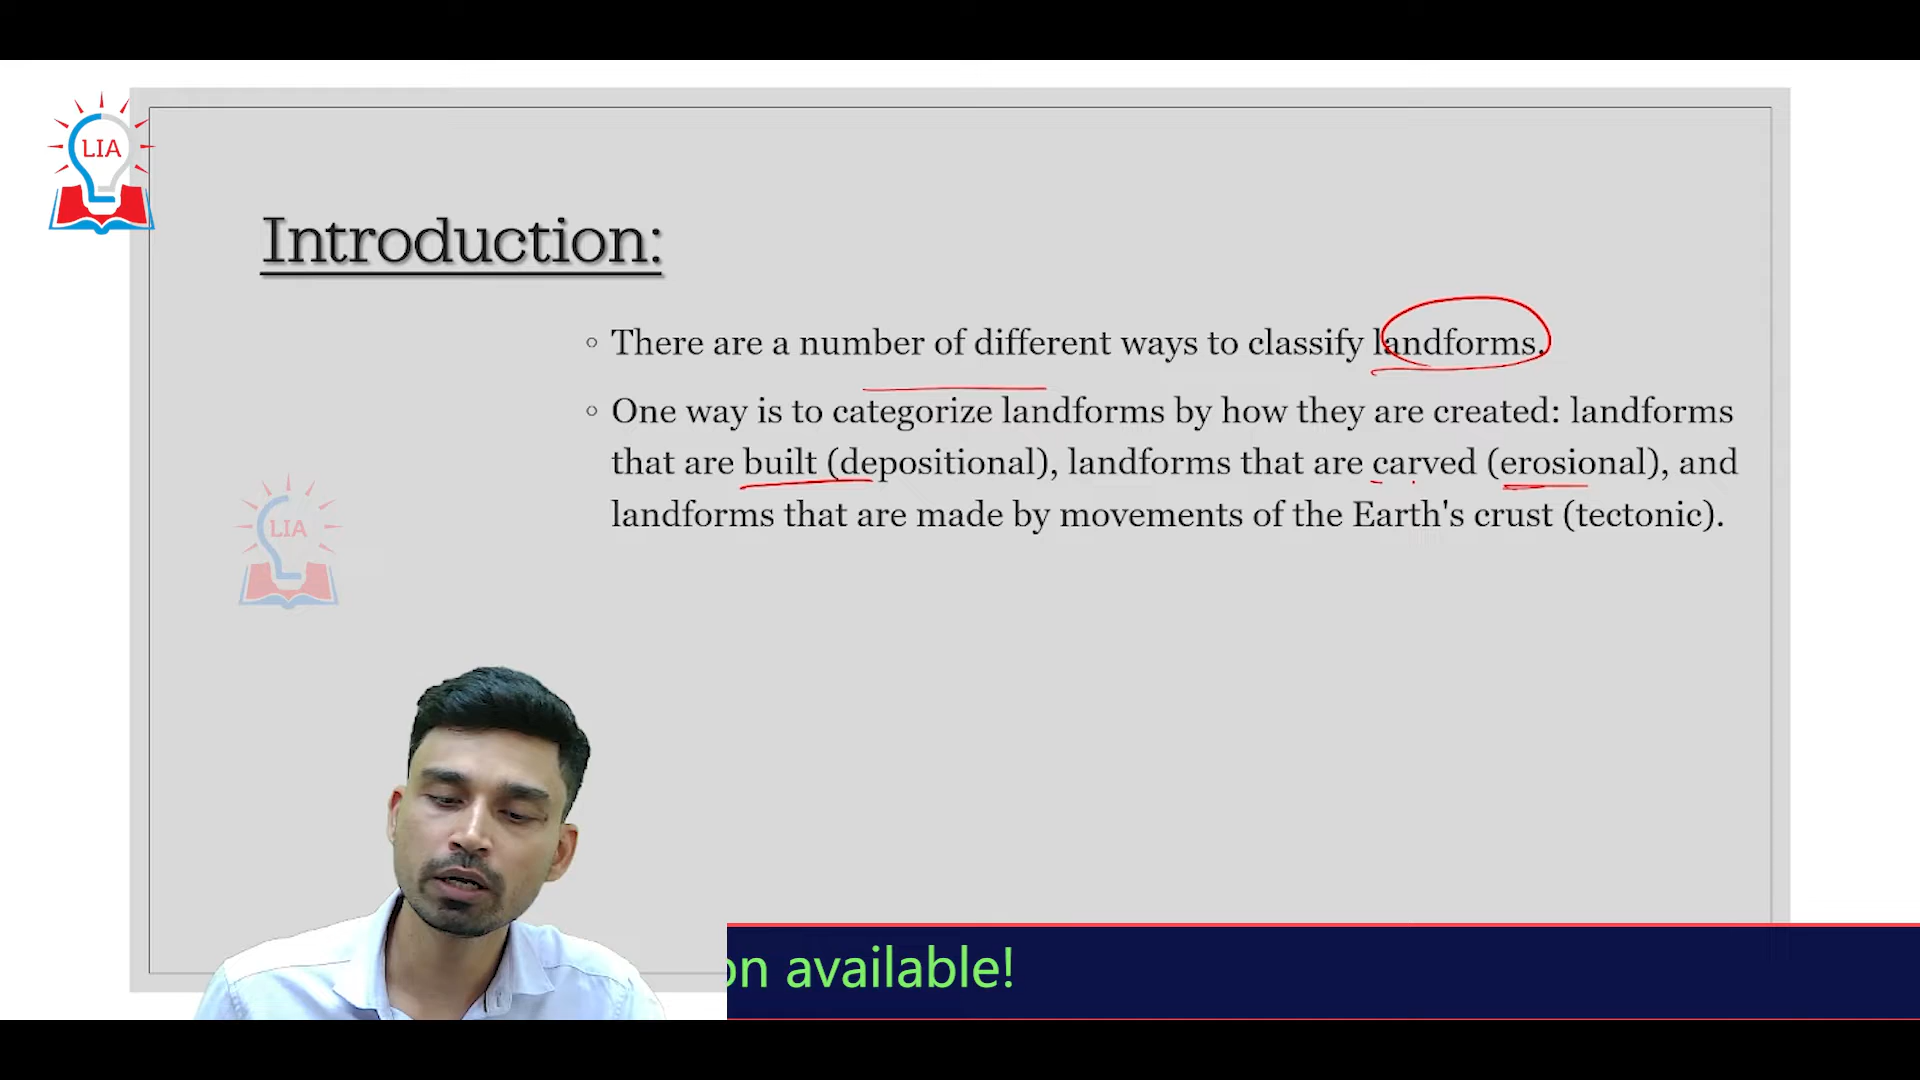 LIA
Introduction:
There are a number of different ways to classify landforms.
One way is to categorize landforms by how they are created: landforms
that are built (depositional), landforms that are carved (erosional), and
landforms that are made by movements of the Earth's crust (tectonic).
LIA
on available!